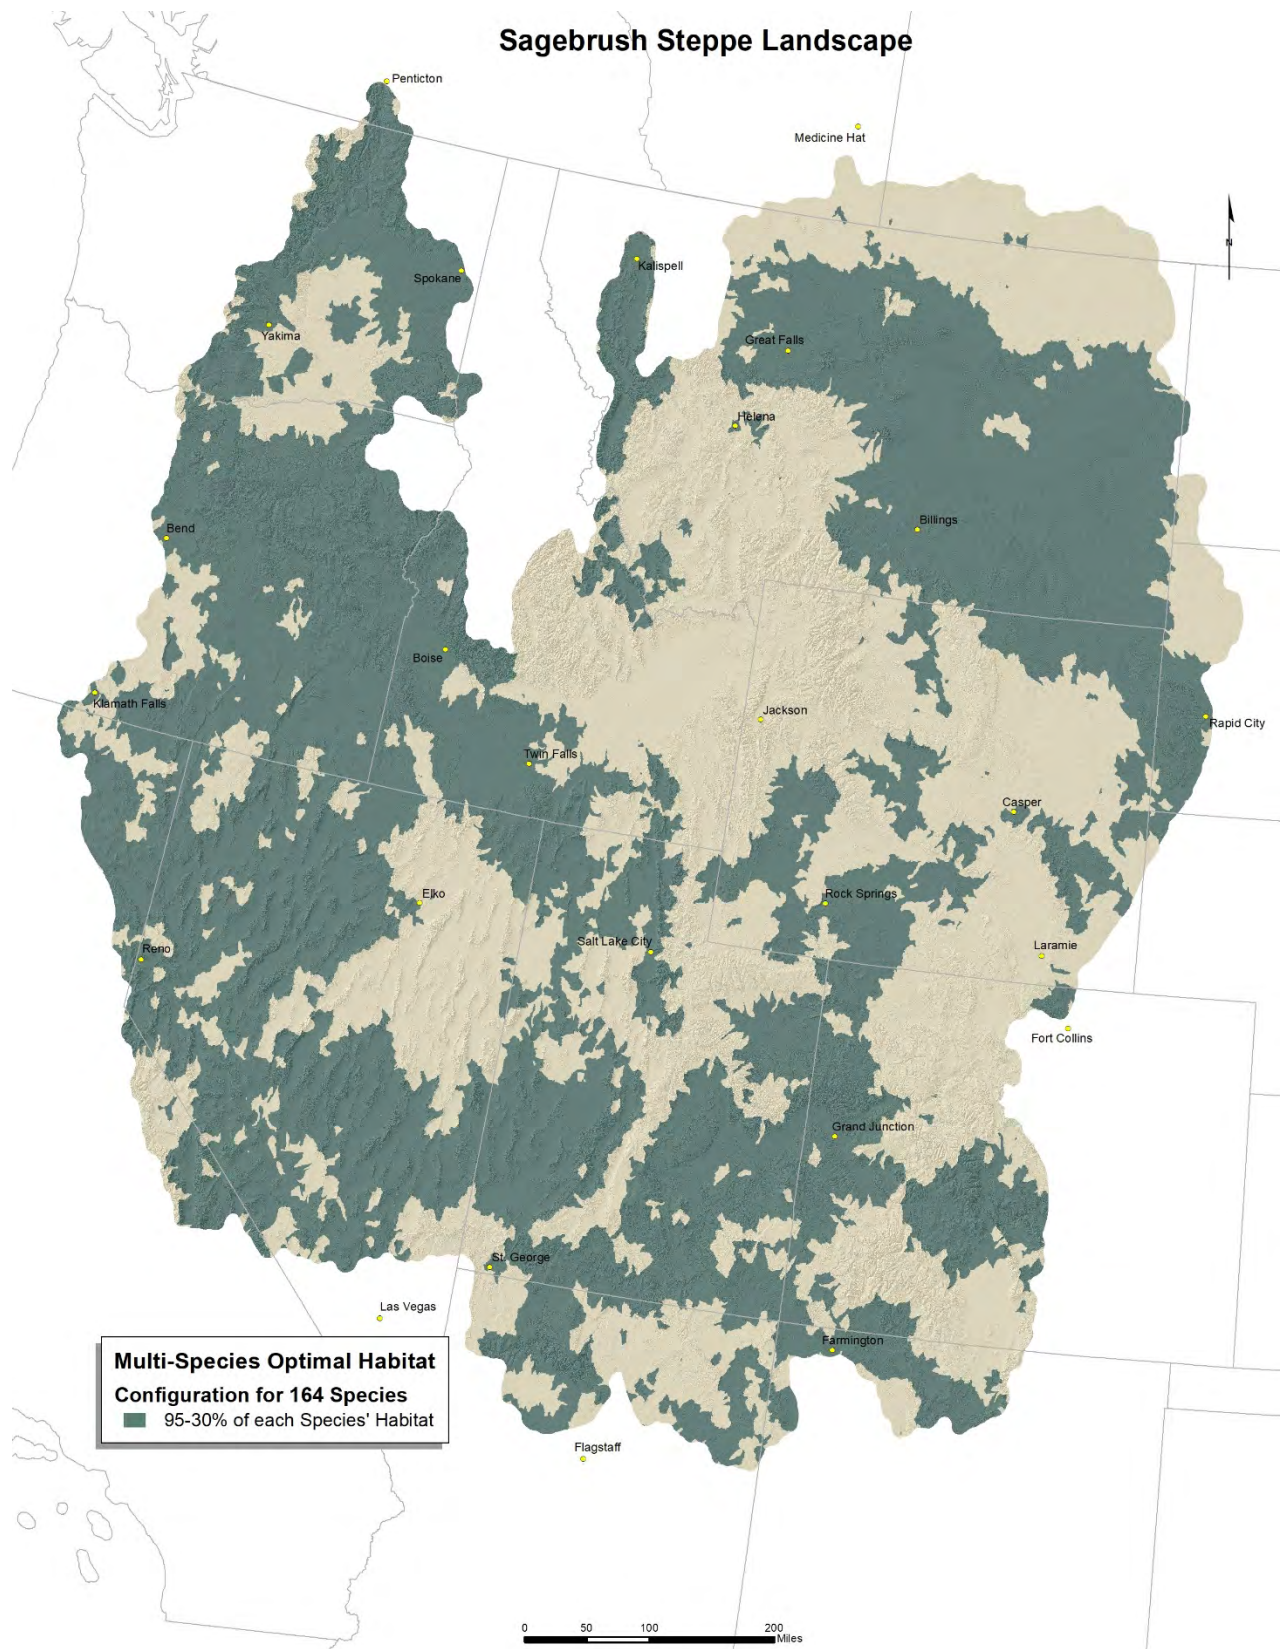 Sagebrush Steppe Landscape
Penticton
Medicine Hat
N
Kalispell
Spokane
Yakima
Great Falls
Helena
Billings
Bend
Boise
Klamath Falls
Jackson
Rapid City
Twin Falls
Casper
Elko
Rock Springs
Salt Lake City
Reno
Laramie
Fort Collins
Grand Junction
St. George
Las Vegas
Farmington
Multi-Species Optimal Habitat
Configuration for 164 Species
95-30% of each Species' Habitat
Flagstaff
0 50 100 200
Miles